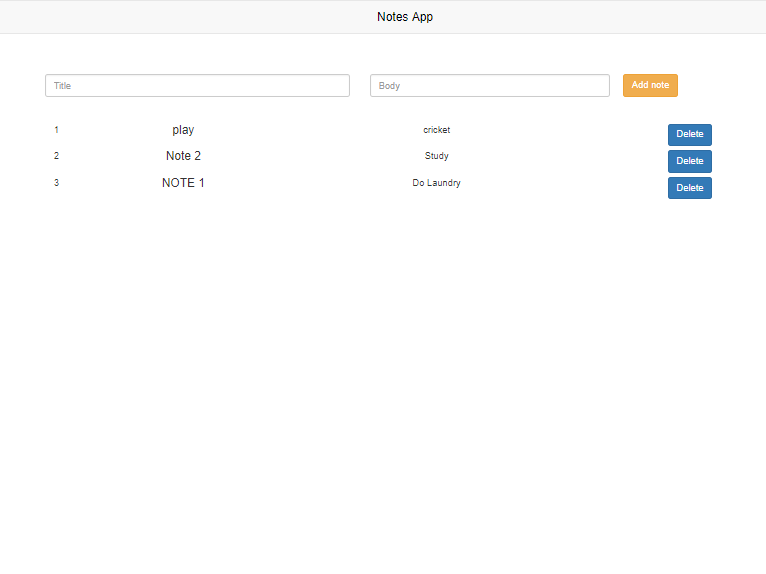 Notes App
Title Body Add note
1 play cricket Delete
2 Note 2 Study Delete
3 NOTE 1 Do Laundry Delete